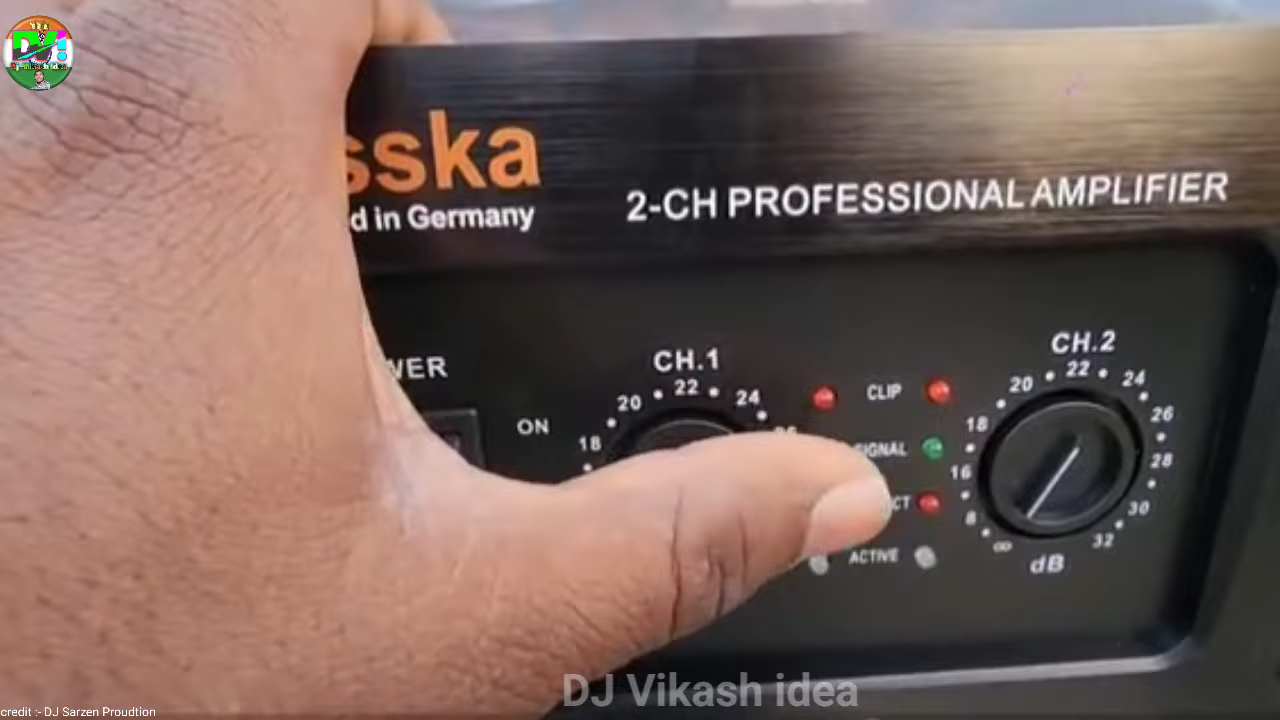 sska
d in Germany
2-CH PROFESSIONAL AMPLIFIER
WER
ON
CH.1
18 20 22 24
CLIP
SIGNAL
CT
ACTIVE
CH.2
∞ 8 16 18 20 22 24 26 28 30 32
dB
DJ Vikash idea
credit :- DJ Sarzen Proudtion